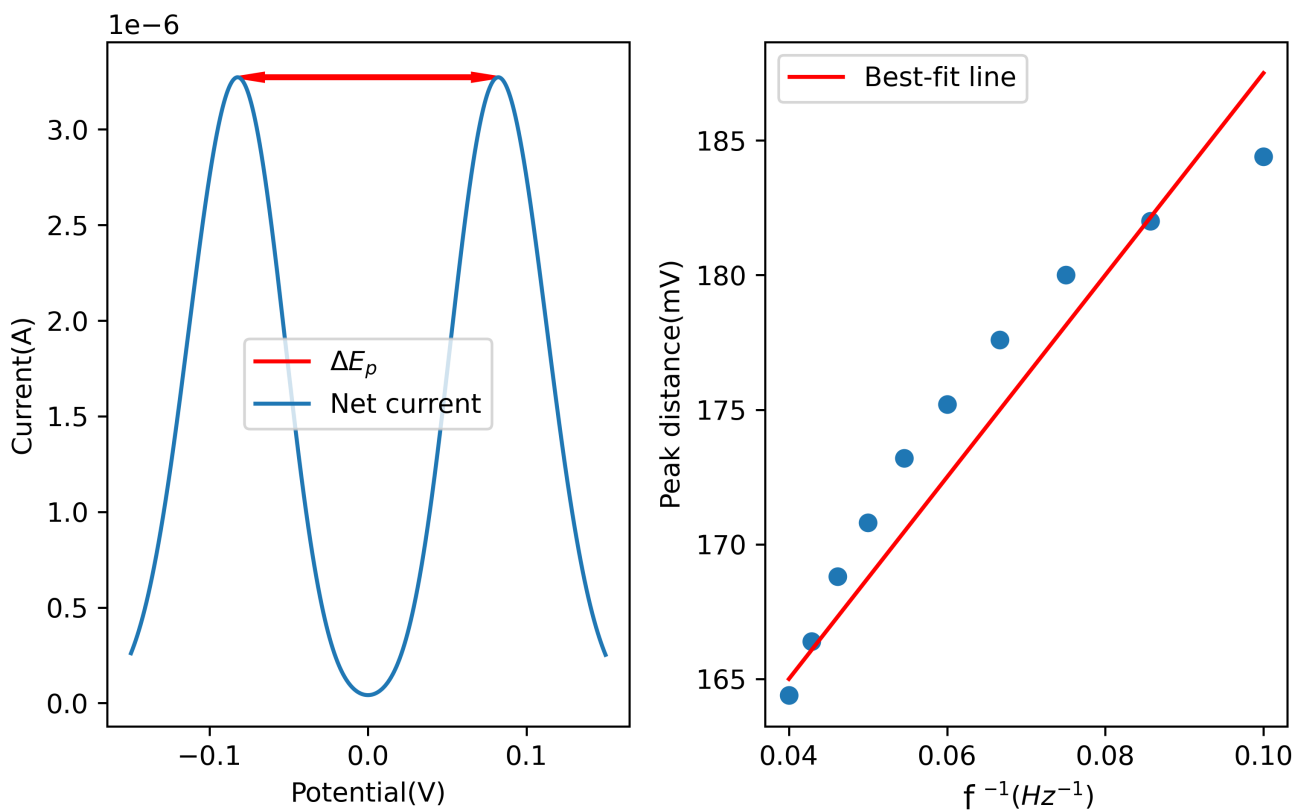 1e−6
3.0
2.5
2.0
1.5
1.0
0.5
0.0
Current(A)
ΔE_p
Net current
−0.1 0.0 0.1
Potential(V)
Best-fit line
185
180
175
170
165
Peak distance(mV)
0.04 0.06 0.08 0.10
f ⁻¹(Hz⁻¹)